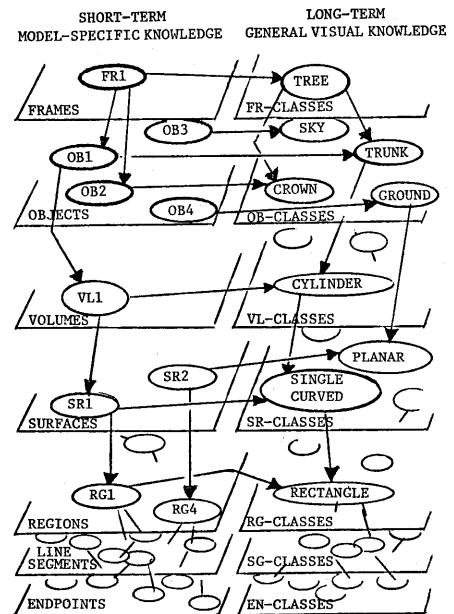 SHORT-TERM
MODEL-SPECIFIC KNOWLEDGE
LONG-TERM
GENERAL VISUAL KNOWLEDGE
FR1
TREE
FRAMES
FR-CLASSES
OB3
SKY
OB1
TRUNK
OB2
CROWN
GROUND
OB4
OBJECTS
OB-CLASSES
VL1
CYLINDER
VOLUMES
VL-CLASSES
PLANAR
SR2
SINGLE
CURVED
SR1
SURFACES
SR-CLASSES
RG1
RECTANGLE
RG4
REGIONS
RG-CLASSES
LINE
SEGMENTS
SG-CLASSES
ENDPOINTS
EN-CLASSES